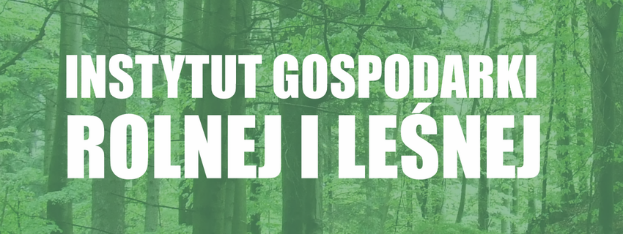 INSTYTUT GOSPODARKI
ROLNEJ I LEŚNEJ